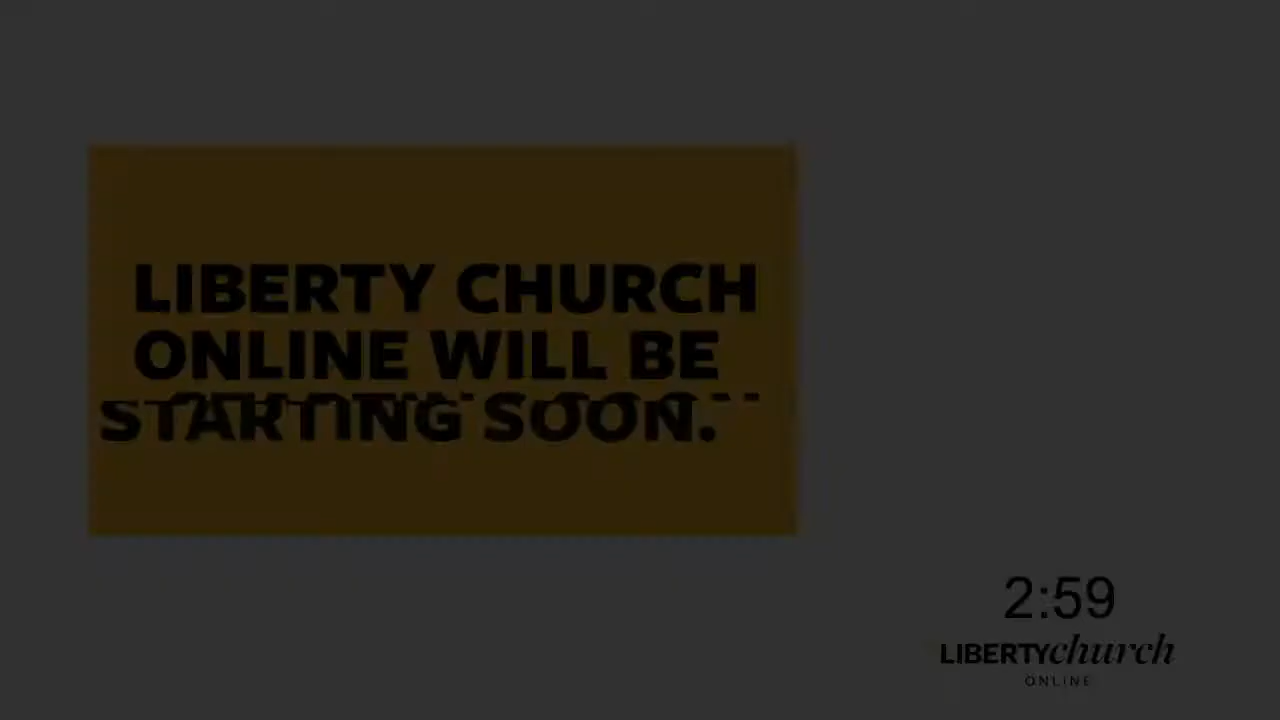 LIBERTY CHURCH
ONLINE WILL BE
STARTING SOON.
2:59
LIBERTYchurch
ONLINE